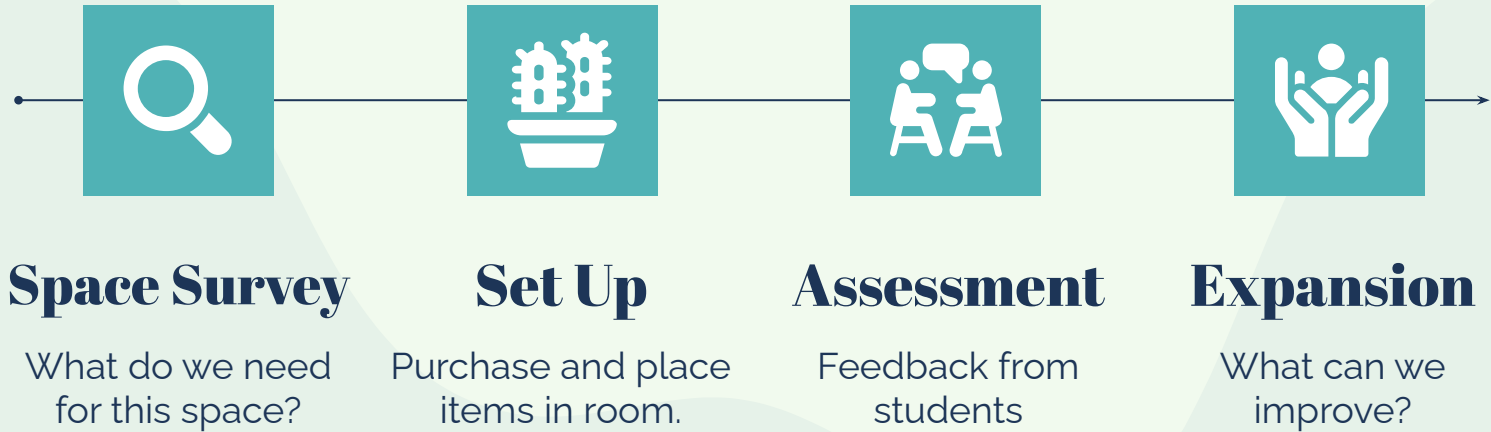 Space Survey
What do we need
for this space?
Set Up
Purchase and place
items in room.
Assessment
Feedback from
students
Expansion
What can we
improve?